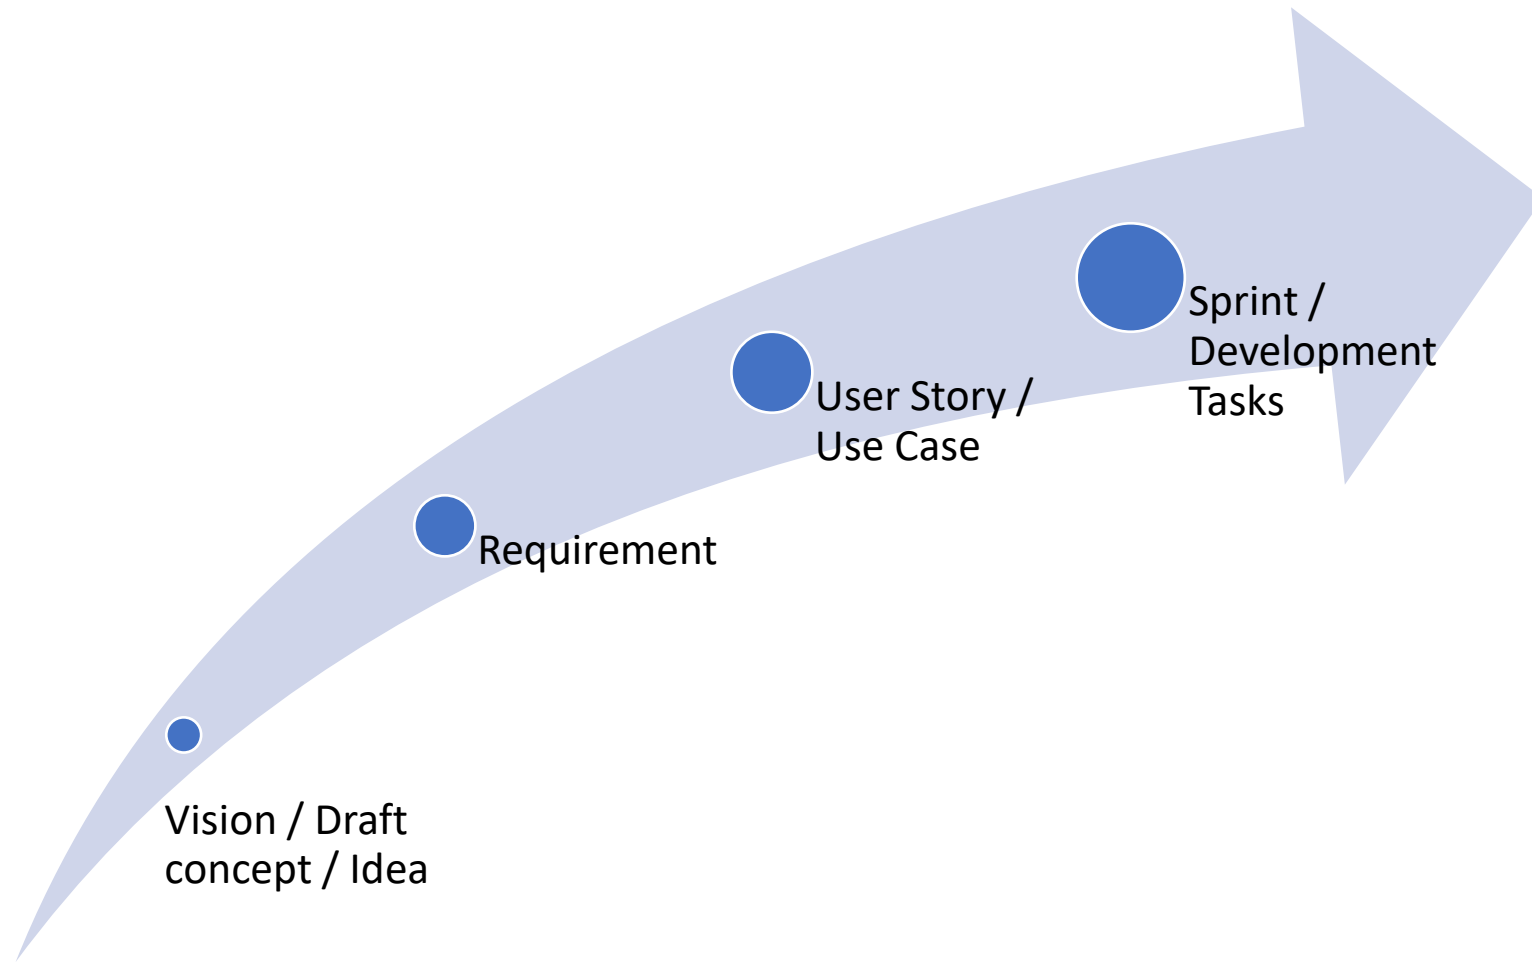 Vision / Draft
concept / Idea
Requirement
User Story /
Use Case
Sprint /
Development
Tasks